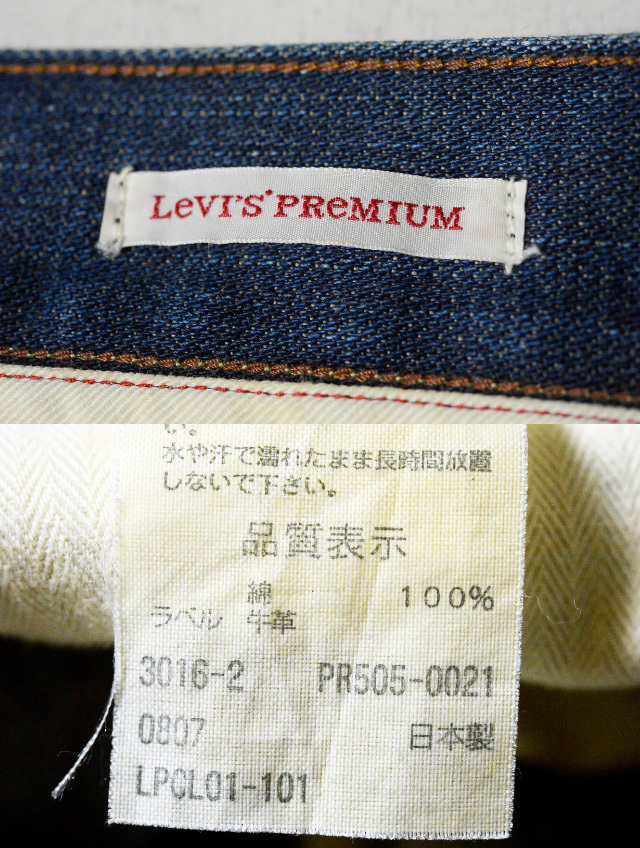 Levi's PREMIUM
い。
水や汗で濡れたまま長時間放置
しないで下さい。
品質表示
綿 100%
ラベル 牛革
3016-2 PR505-0021
0807 日本製
LPCL01-101